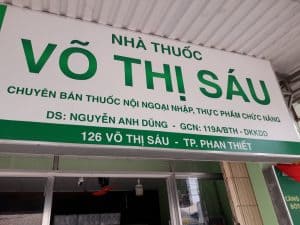 NHÀ THUỐC
VÕ THỊ SÁU
CHUYÊN BÁN THUỐC NỘI NGOẠI NHẬP, THỰC PHẨM CHỨC NĂNG
DS: NGUYỄN ANH DŨNG - GCN: 119A/BTH - DKKDD
126 VÕ THỊ SÁU - TP. PHAN THIẾT